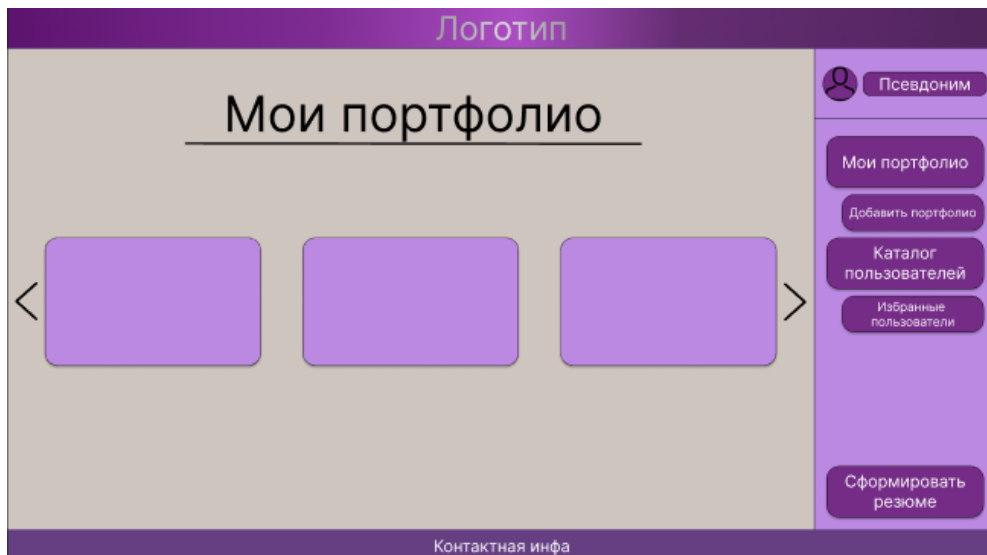 Логотип
Мои портфолио
Псевдоним
Мои портфолио
Добавить портфолио
Каталог
пользователей
Избранные
пользователи
Сформировать
резюме
Контактная инфа